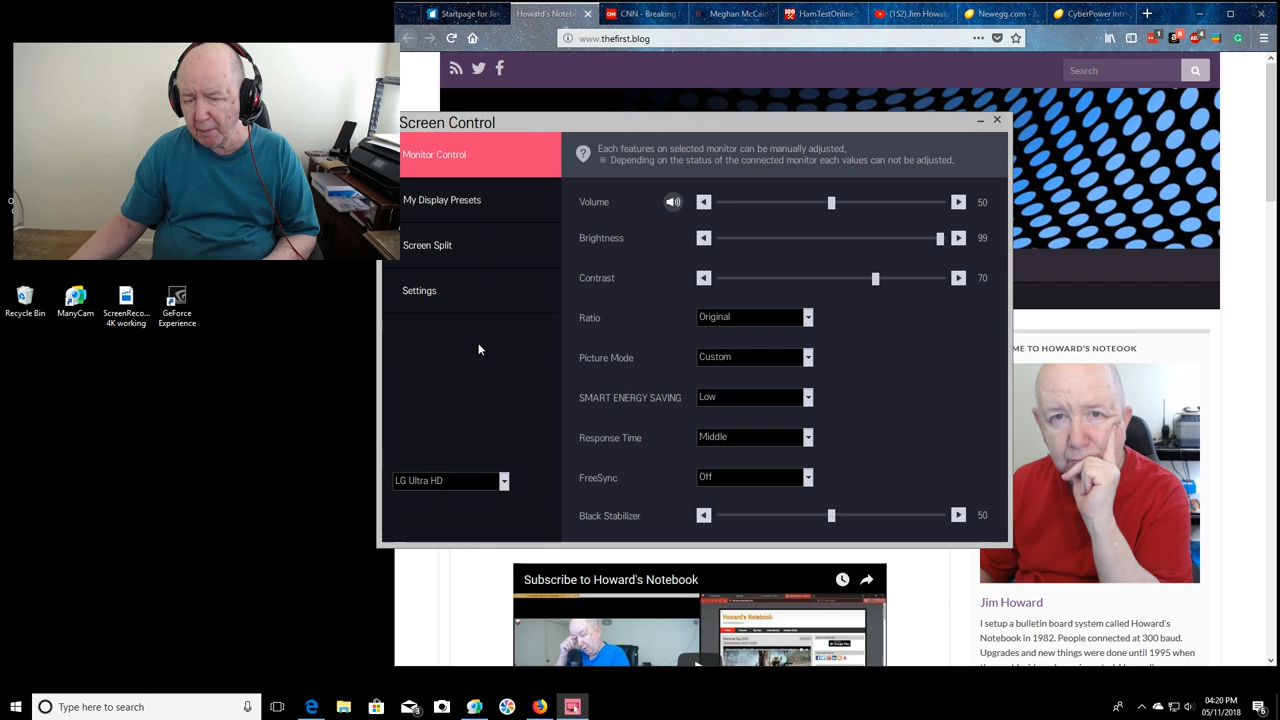 Startpage for Jim
Howard's Notebo
CNN - Breaking
Meghan McCai
HamTestOnline
(152) Jim Howa
Newegg.com -
CyberPower Inte
www.thefirst.blog
1
8
4
Search
Screen Control
Monitor Control
My Display Presets
Screen Split
Settings
LG Ultra HD
Each features on selected monitor can be manually adjusted.
※ Depending on the status of the connected monitor each values can not be adjusted.
Volume 50
Brightness 99
Contrast 70
Ratio Original
Picture Mode Custom
SMART ENERGY SAVING Low
Response Time Middle
FreeSync Off
Black Stabilizer 50
Recycle Bin
ManyCam
ScreenReco...
4K working
GeForce
Experience
ME TO HOWARD'S NOTEOOK
Jim Howard
I setup a bulletin board system called Howard's
Notebook in 1982. People connected at 300 baud.
Upgrades and new things were done until 1995 when
Subscribe to Howard's Notebook
Howard's Notebook
Type here to search
3
04:20 PM
05/11/2018
6